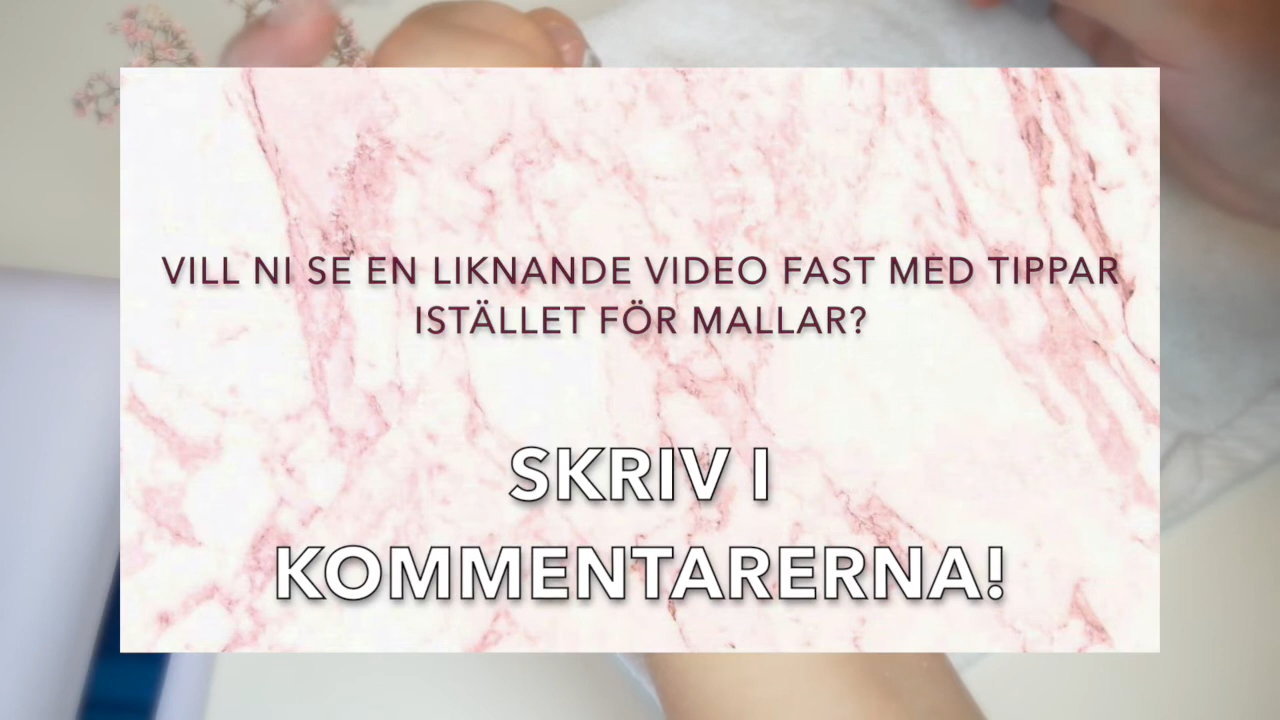 VILL NI SE EN LIKNANDE VIDEO FAST MED TIPPAR
ISTÄLLET FÖR MALLAR?
SKRIV I
KOMMENTARERNA!